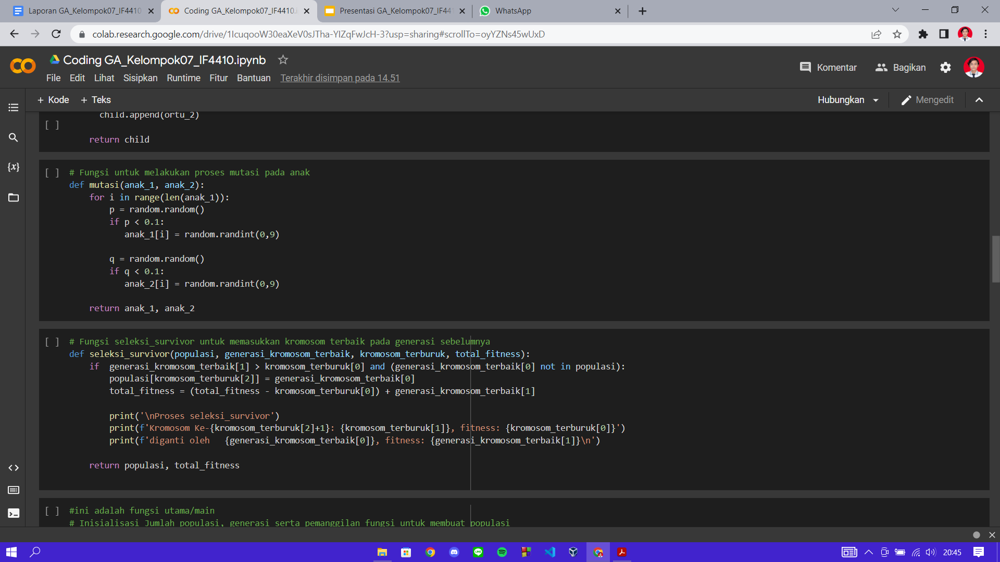 Laporan GA_Kelompok07_IF4410
Coding GA_Kelompok07_IF4410.i
Presentasi GA_Kelompok07_IF44
WhatsApp
colab.research.google.com/drive/1IcuqooW30eaXeV0sJTha-YIZqFwJcH-3?usp=sharing#scrollTo=oyYZNs45wUxD
Coding GA_Kelompok07_IF4410.ipynb
Komentar
Bagikan
File Edit Lihat Sisipkan Runtime Fitur Bantuan Terakhir disimpan pada 14.51
+ Kode + Teks
Hubungkan
Mengedit
child.append(ortu_2)
[ ]
return child
[ ] # Fungsi untuk melakukan proses mutasi pada anak
def mutasi(anak_1, anak_2):
for i in range(len(anak_1)):
p = random.random()
if p < 0.1:
anak_1[i] = random.randint(0,9)
q = random.random()
if q < 0.1:
anak_2[i] = random.randint(0,9)
return anak_1, anak_2
[ ] # Fungsi seleksi_survivor untuk memasukkan kromosom terbaik pada generasi sebelumnya
def seleksi_survivor(populasi, generasi_kromosom_terbaik, kromosom_terburuk, total_fitness):
if  generasi_kromosom_terbaik[1] > kromosom_terburuk[0] and (generasi_kromosom_terbaik[0] not in populasi):
populasi[kromosom_terburuk[2]] = generasi_kromosom_terbaik[0]
total_fitness = (total_fitness - kromosom_terburuk[0]) + generasi_kromosom_terbaik[1]
print('\nProses seleksi_survivor')
print(f'Kromosom Ke-{kromosom_terburuk[2]+1}: {kromosom_terburuk[1]}, fitness: {kromosom_terburuk[0]}')
print(f'diganti oleh   {generasi_kromosom_terbaik[0]}, fitness: {generasi_kromosom_terbaik[1]}\n')
return populasi, total_fitness
[ ] #ini adalah fungsi utama/main
# Inisialisasi Jumlah populasi, generasi serta pemanggilan fungsi untuk membuat populasi
20:45